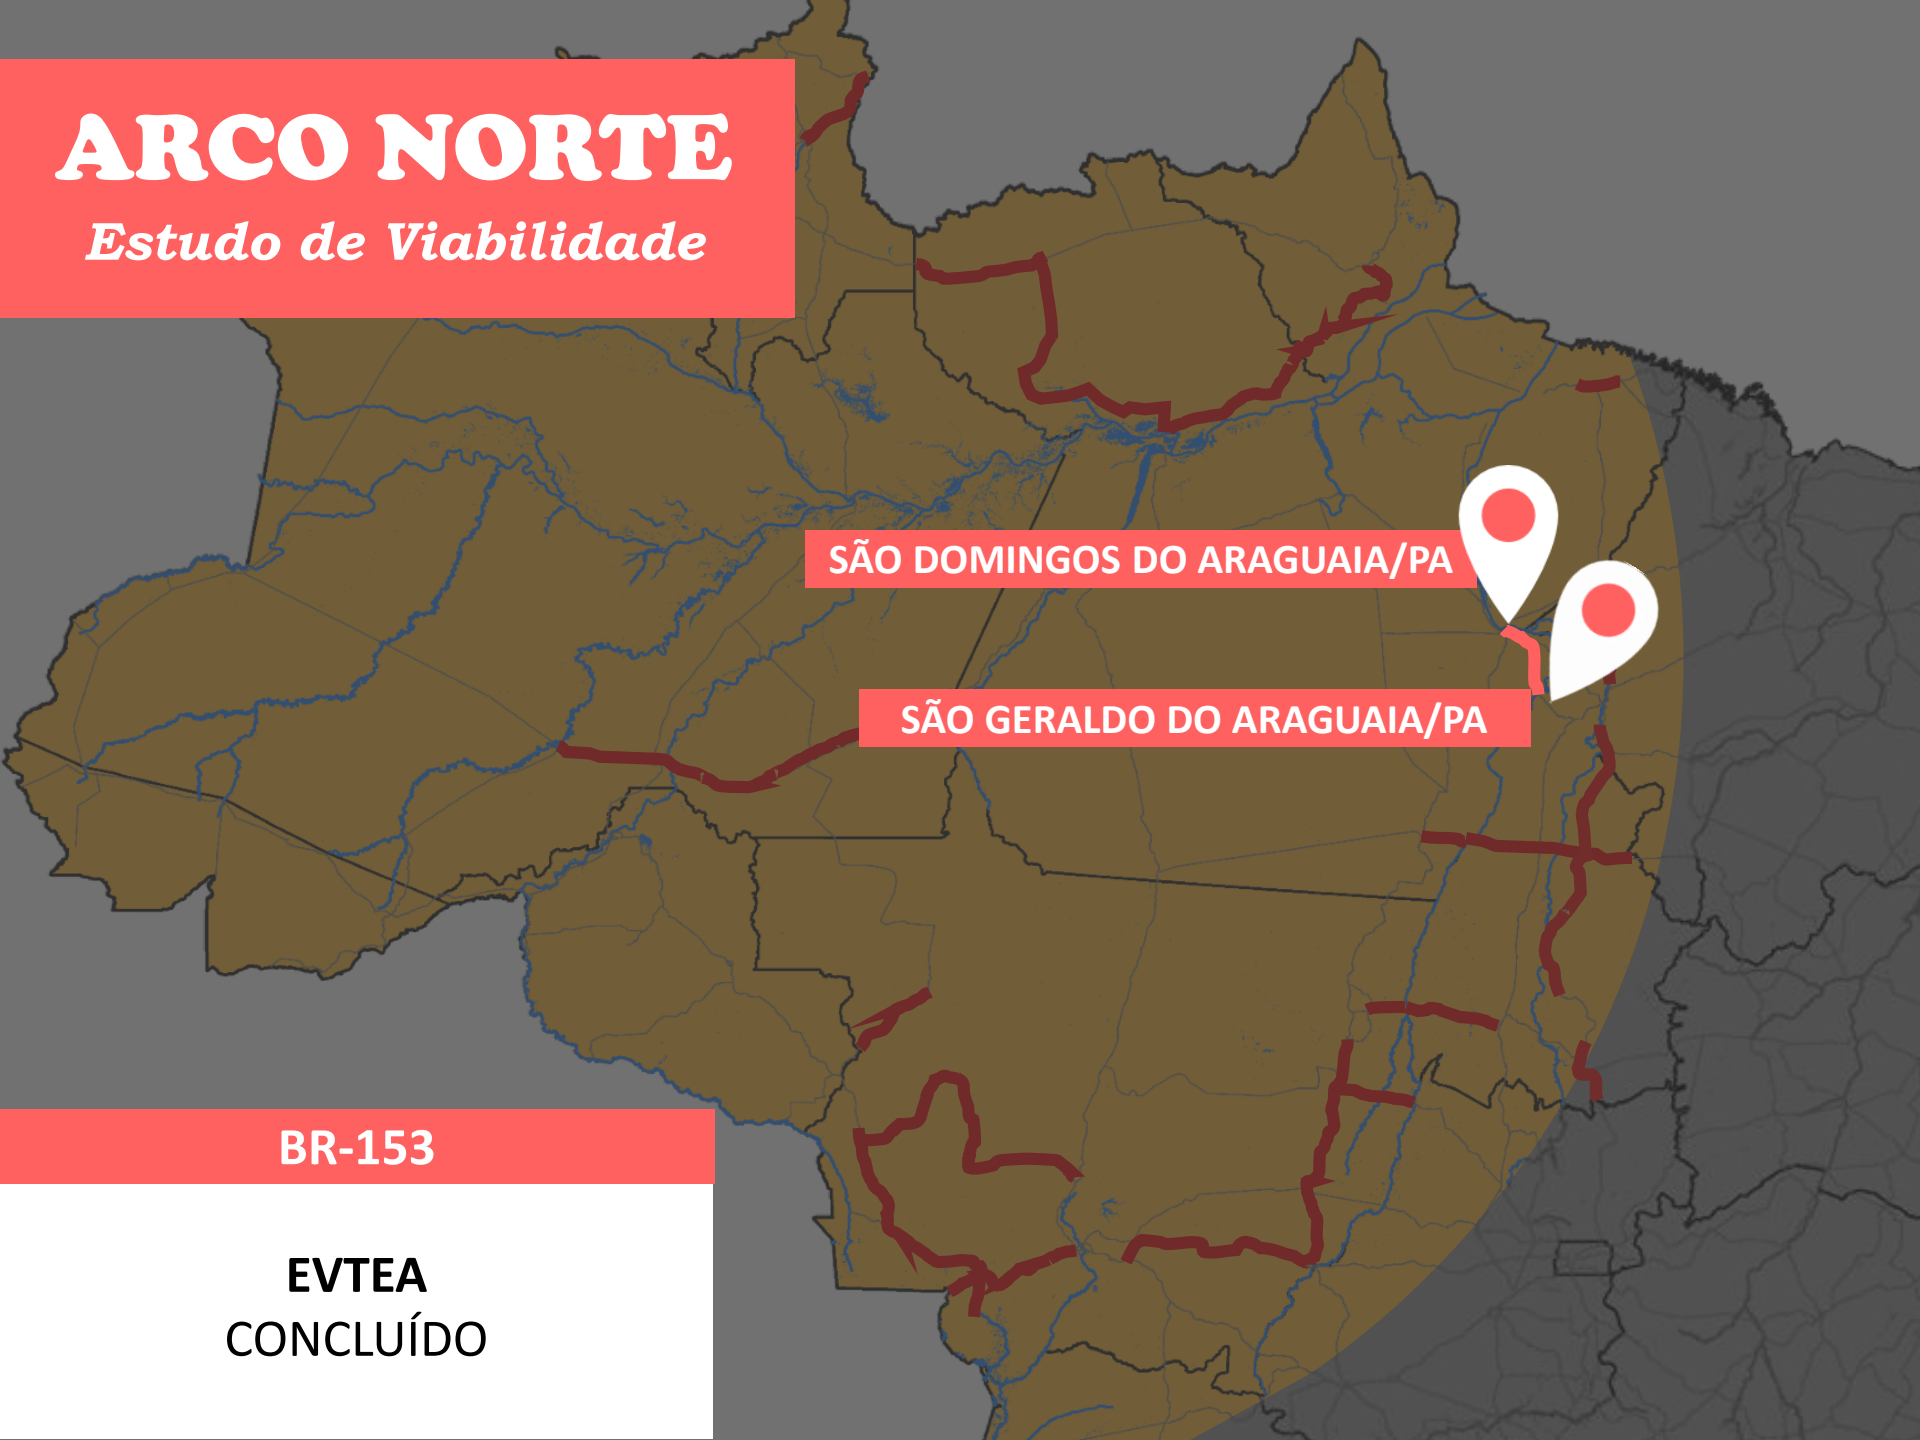 ARCO NORTE
Estudo de Viabilidade
SÃO DOMINGOS DO ARAGUAIA/PA
SÃO GERALDO DO ARAGUAIA/PA
BR-153
EVTEA
CONCLUÍDO